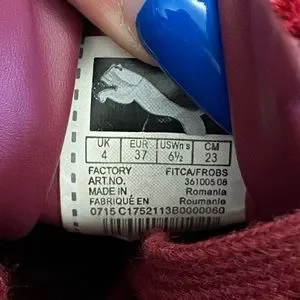 UK EUR USWn's CM
4 37 6½ 23
FACTORY FITCA/FROBS
ART.NO. 361005 08
MADE IN Romania
FABRIQUÉ EN Roumanie
0715 C1752113B0000060